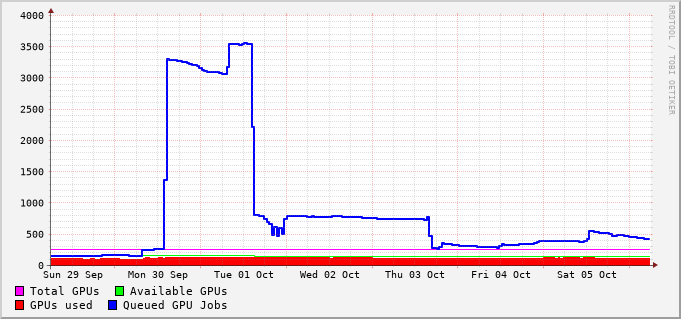 4000
3500
3000
2500
2000
1500
1000
500
0
Sun 29 Sep Mon 30 Sep Tue 01 Oct Wed 02 Oct Thu 03 Oct Fri 04 Oct Sat 05 Oct
Total GPUs Available GPUs
GPUs used Queued GPU Jobs
RRDTOOL / TOBI OETIKER